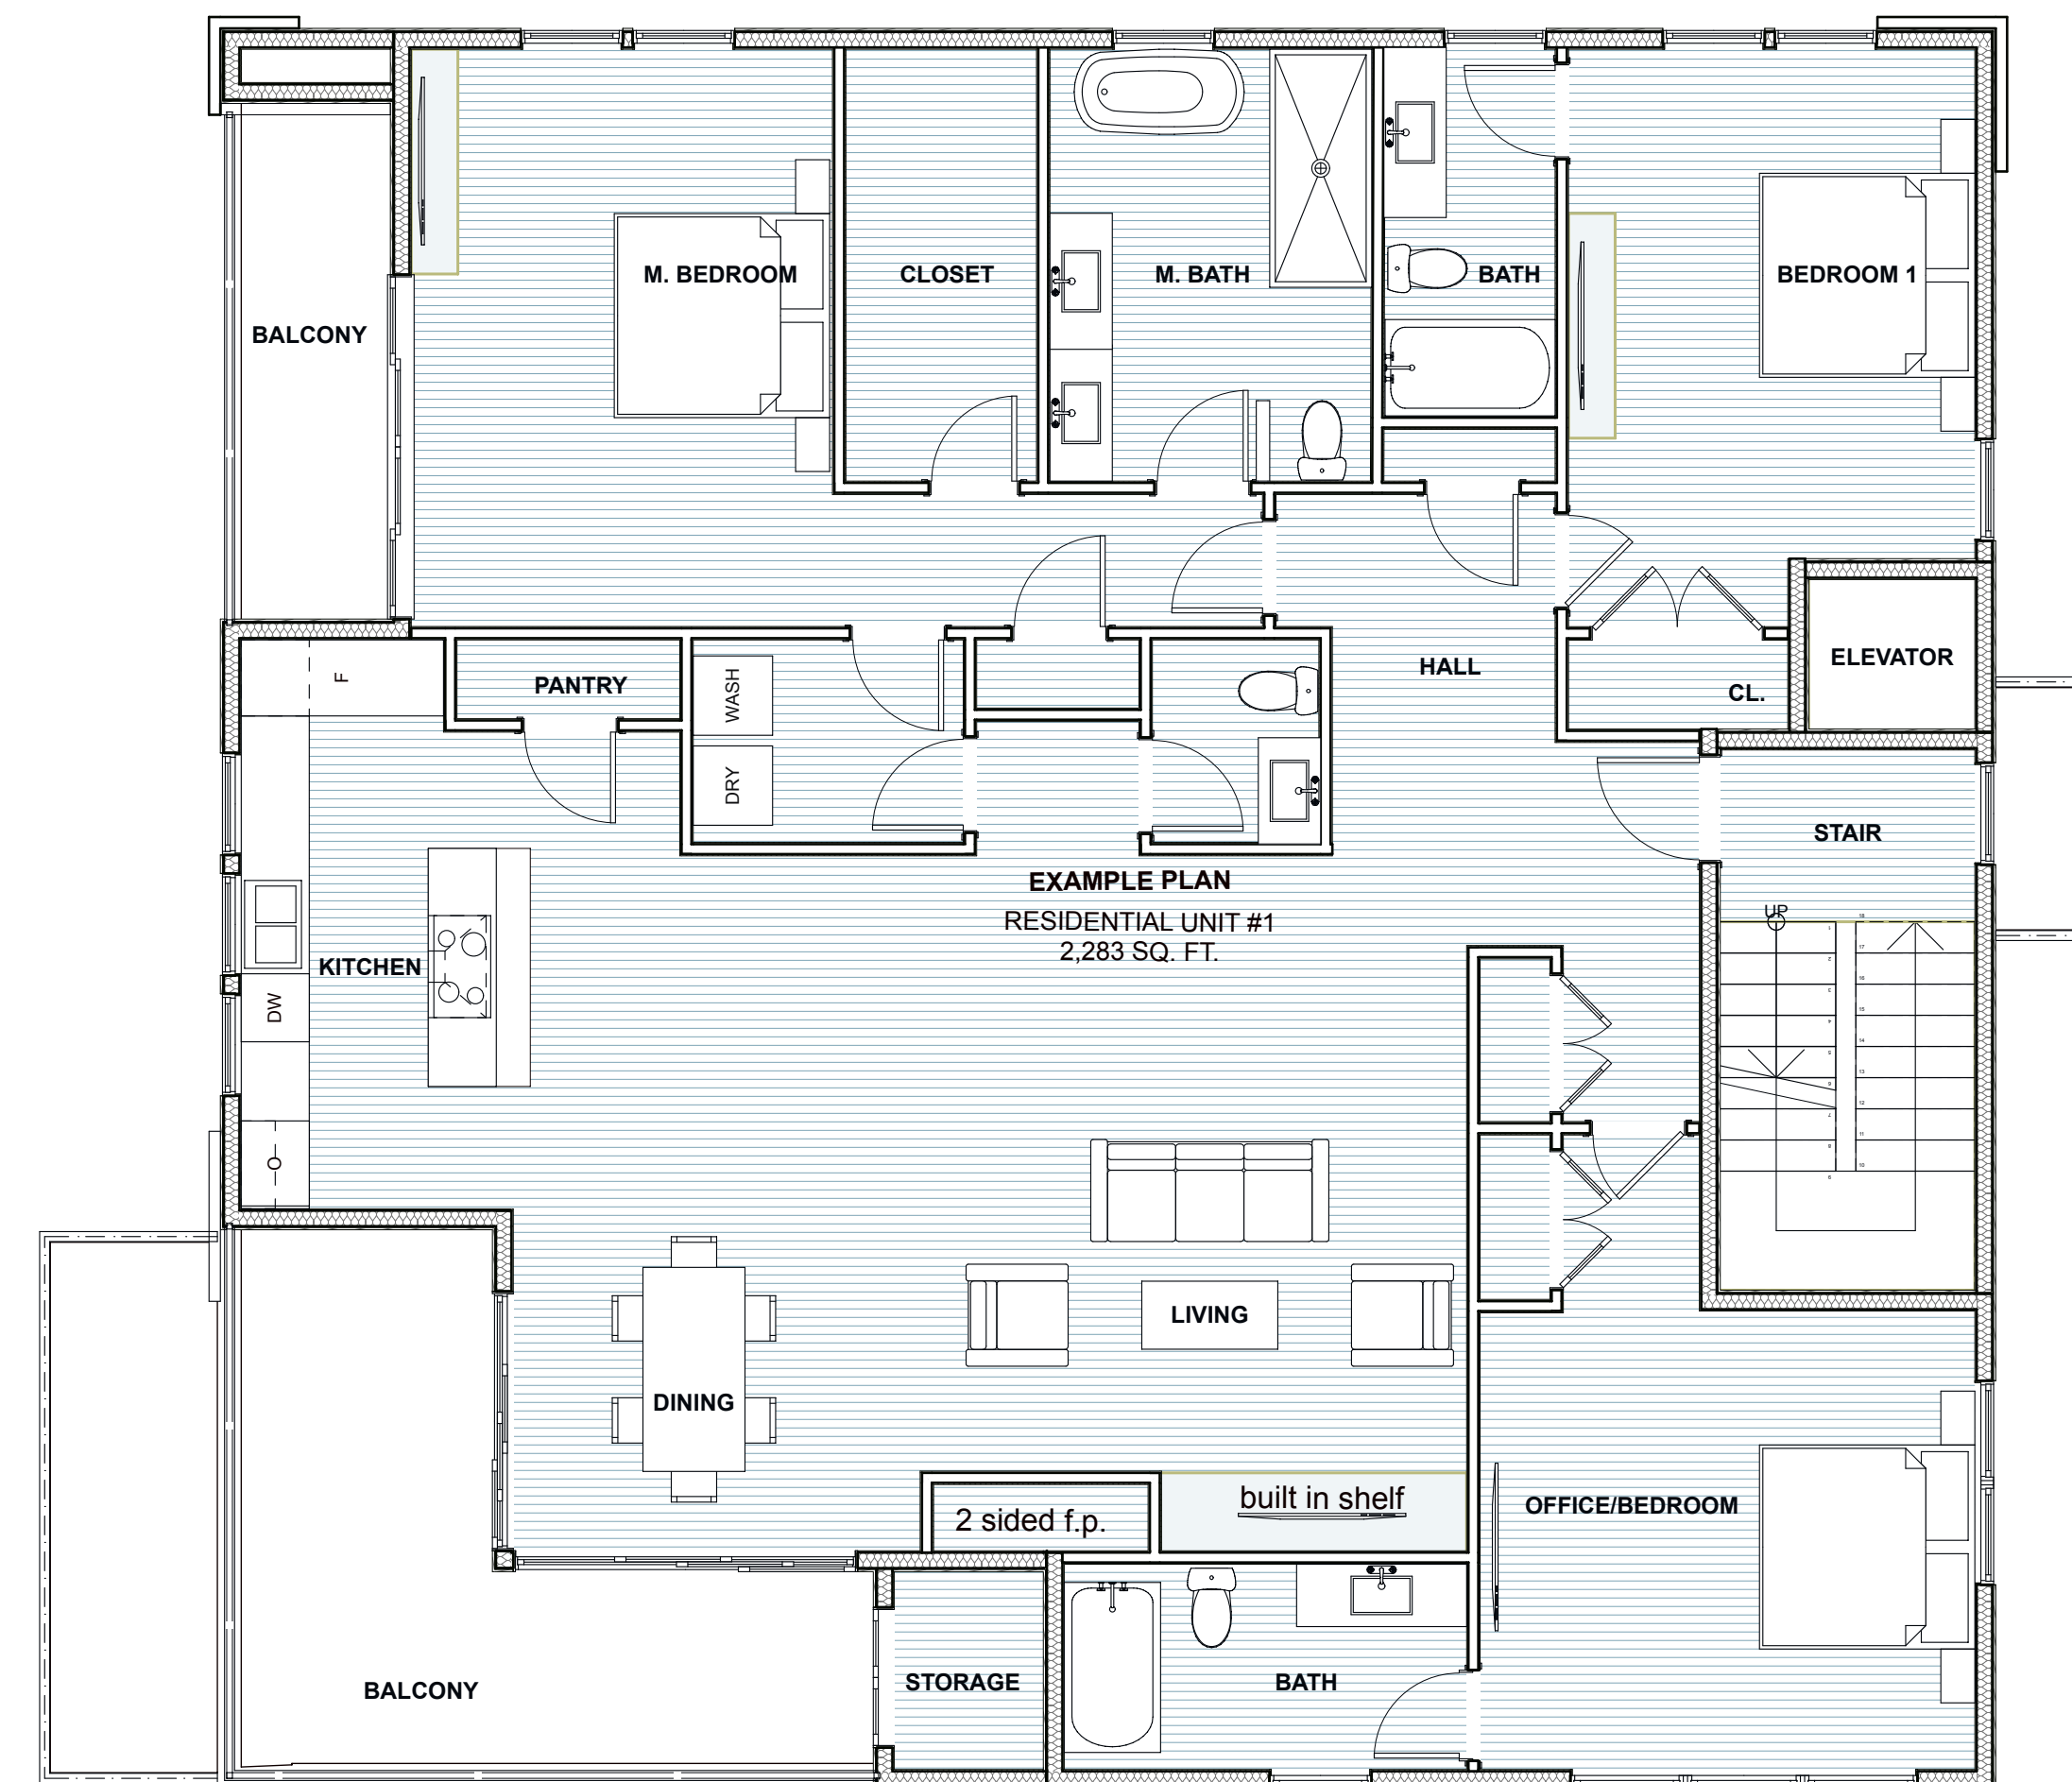 M. BEDROOM
CLOSET
M. BATH
BATH
BEDROOM 1
BALCONY
HALL
ELEVATOR
CL.
F
PANTRY
WASH
DRY
STAIR
EXAMPLE PLAN
RESIDENTIAL UNIT #1
2,283 SQ. FT.
UP
KITCHEN
DW
O
LIVING
DINING
built in shelf
2 sided f.p.
OFFICE/BEDROOM
STORAGE
BATH
BALCONY